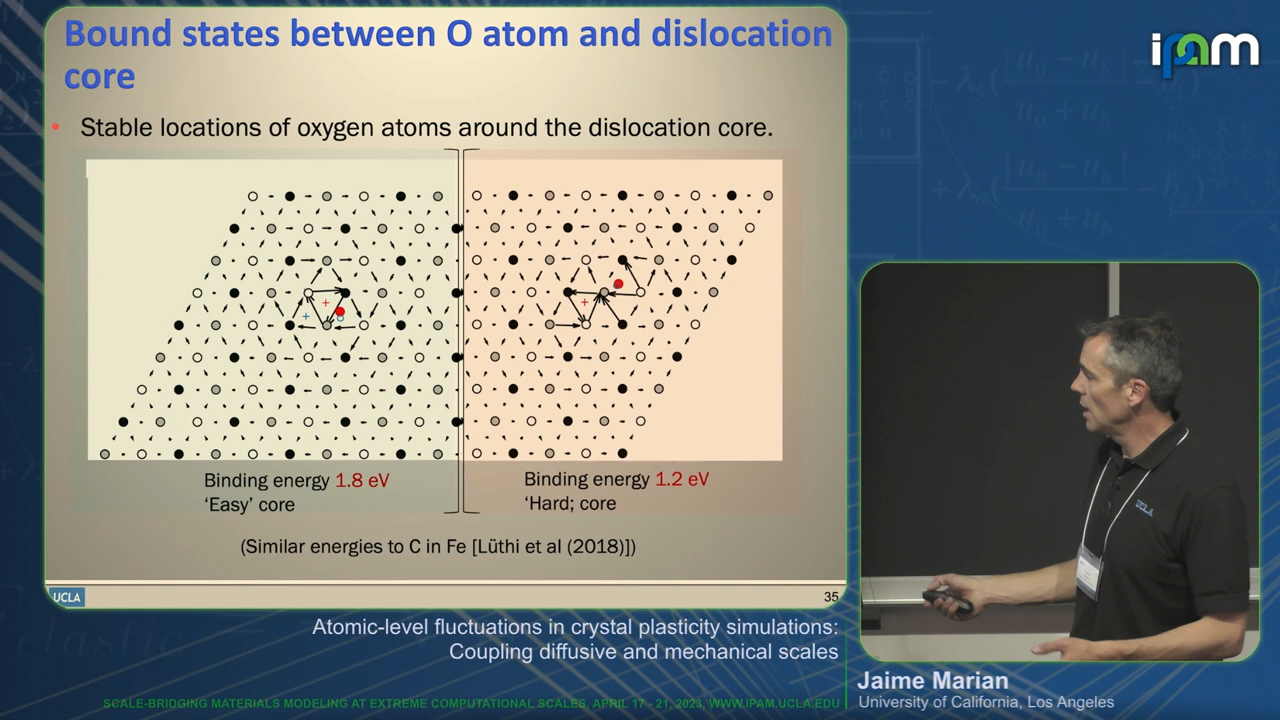 Bound states between O atom and dislocation
core
• Stable locations of oxygen atoms around the dislocation core.
Binding energy 1.8 eV
'Easy' core
Binding energy 1.2 eV
'Hard; core
(Similar energies to C in Fe [Lüthi et al (2018)])
UCLA
35
ipam
UCLA
Atomic-level fluctuations in crystal plasticity simulations:
Coupling diffusive and mechanical scales
Jaime Marian
University of California, Los Angeles
SCALE-BRIDGING MATERIALS MODELING AT EXTREME COMPUTATIONAL SCALES, APRIL 17 - 21, 2023, WWW.IPAM.UCLA.EDU